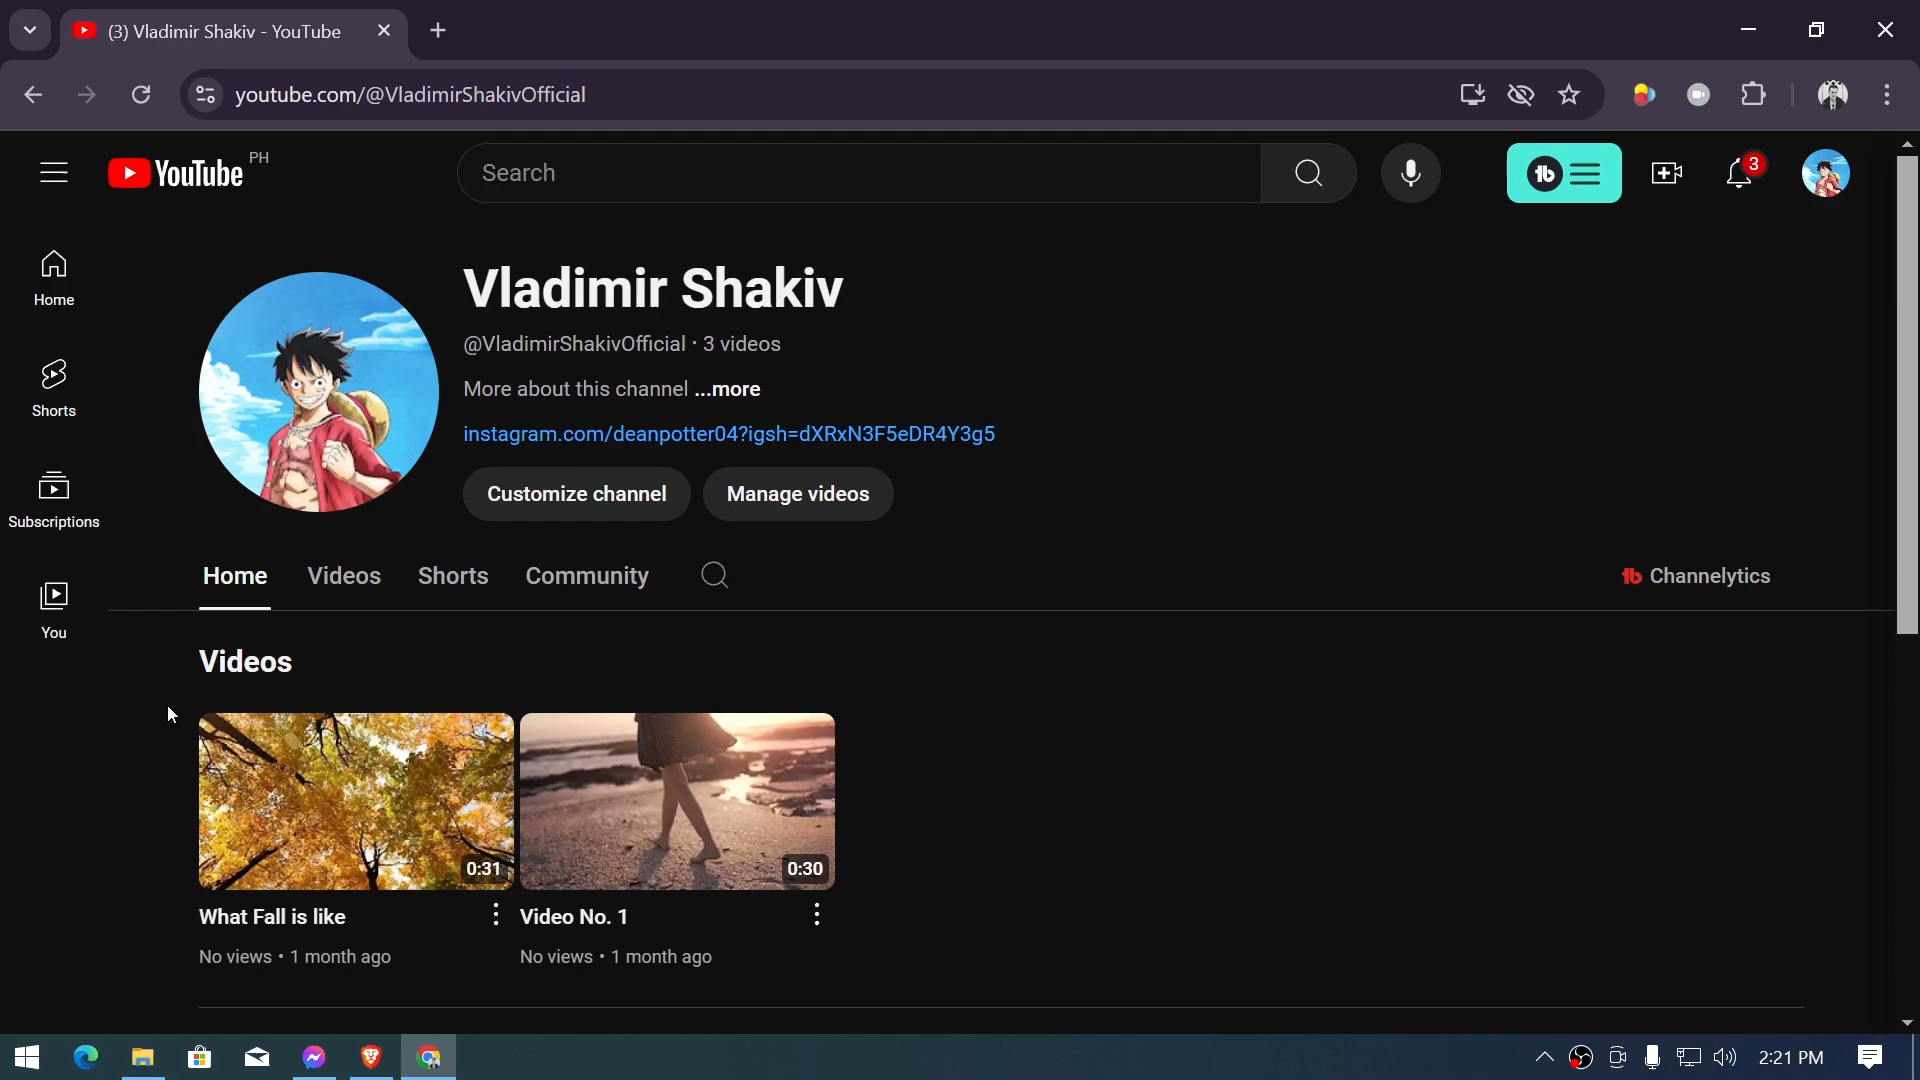 (3) Vladimir Shakiv - YouTube
youtube.com/@VladimirShakivOfficial
YouTube PH
Search
3
Home
Shorts
Subscriptions
You
Vladimir Shakiv
@VladimirShakivOfficial · 3 videos
More about this channel ...more
instagram.com/deanpotter04?igsh=dXRxN3F5eDR4Y3g5
Customize channel
Manage videos
Home
Videos
Shorts
Community
tb Channelytics
Videos
0:31
0:30
What Fall is like
Video No. 1
No views • 1 month ago
No views • 1 month ago
2:21 PM